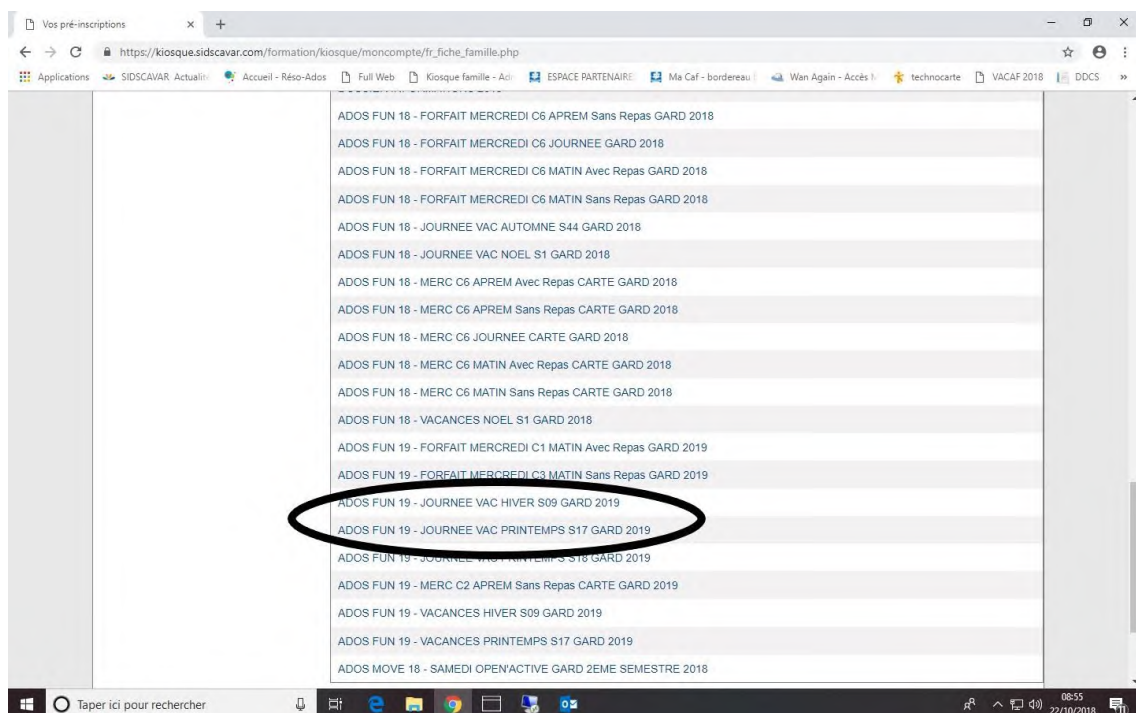 Vos pré-inscriptions
https://kiosque.sidscavar.com/formation/kiosque/moncompte/fr_fiche_famille.php
Applications SIDSCAVAR Actualit Accueil - Réso-Ados Full Web Kiosque famille - ESPACE PARTENAIRE Ma Caf - bordereau Wan Again - Accès technocarte VACAF 2018 DDCS »
ADOS FUN 18 - FORFAIT MERCREDI C6 APREM Sans Repas GARD 2018
ADOS FUN 18 - FORFAIT MERCREDI C6 JOURNEE GARD 2018
ADOS FUN 18 - FORFAIT MERCREDI C6 MATIN Avec Repas GARD 2018
ADOS FUN 18 - FORFAIT MERCREDI C6 MATIN Sans Repas GARD 2018
ADOS FUN 18 - JOURNEE VAC AUTOMNE S44 GARD 2018
ADOS FUN 18 - JOURNEE VAC NOEL S1 GARD 2018
ADOS FUN 18 - MERC C6 APREM Avec Repas CARTE GARD 2018
ADOS FUN 18 - MERC C6 APREM Sans Repas CARTE GARD 2018
ADOS FUN 18 - MERC C6 JOURNEE CARTE GARD 2018
ADOS FUN 18 - MERC C6 MATIN Avec Repas CARTE GARD 2018
ADOS FUN 18 - MERC C6 MATIN Sans Repas CARTE GARD 2018
ADOS FUN 18 - VACANCES NOEL S1 GARD 2018
ADOS FUN 19 - FORFAIT MERCREDI C1 MATIN Avec Repas GARD 2019
ADOS FUN 19 - FORFAIT MERCREDI C3 MATIN Sans Repas GARD 2019
ADOS FUN 19 - JOURNEE VAC HIVER S09 GARD 2019
ADOS FUN 19 - JOURNEE VAC PRINTEMPS S17 GARD 2019
ADOS FUN 19 - JOURNEE VAC PRINTEMPS S18 GARD 2019
ADOS FUN 19 - MERC C2 APREM Sans Repas CARTE GARD 2019
ADOS FUN 19 - VACANCES HIVER S09 GARD 2019
ADOS FUN 19 - VACANCES PRINTEMPS S17 GARD 2019
ADOS MOVE 18 - SAMEDI OPEN'ACTIVE GARD 2EME SEMESTRE 2018
Taper ici pour rechercher
08:55
22/10/2018